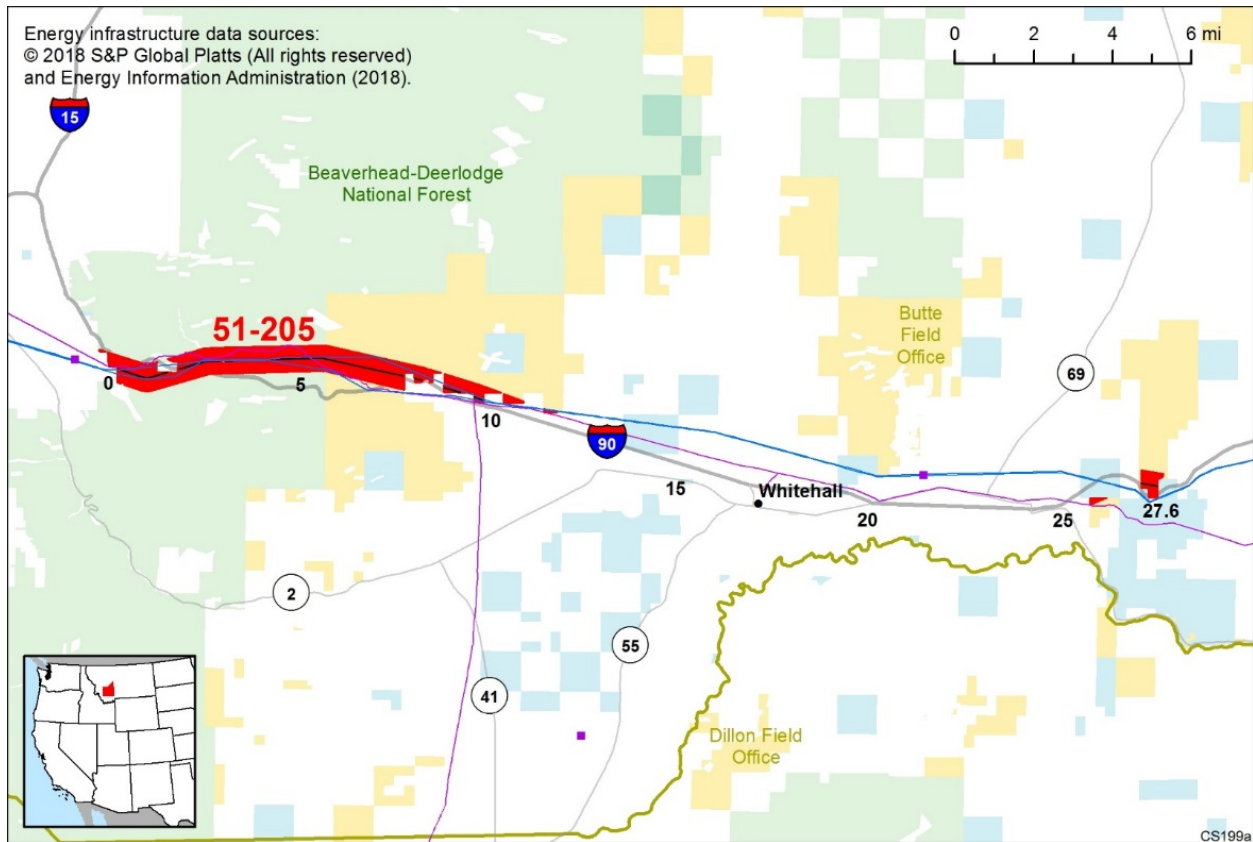 Energy infrastructure data sources:
© 2018 S&P Global Platts (All rights reserved)
and Energy Information Administration (2018).
0 2 4 6 mi
15
Beaverhead-Deerlodge
National Forest
51-205
Butte
Field
Office
69
0
5
10
90
15
Whitehall
20
25
27.6
2
55
41
Dillon Field
Office
CS199a